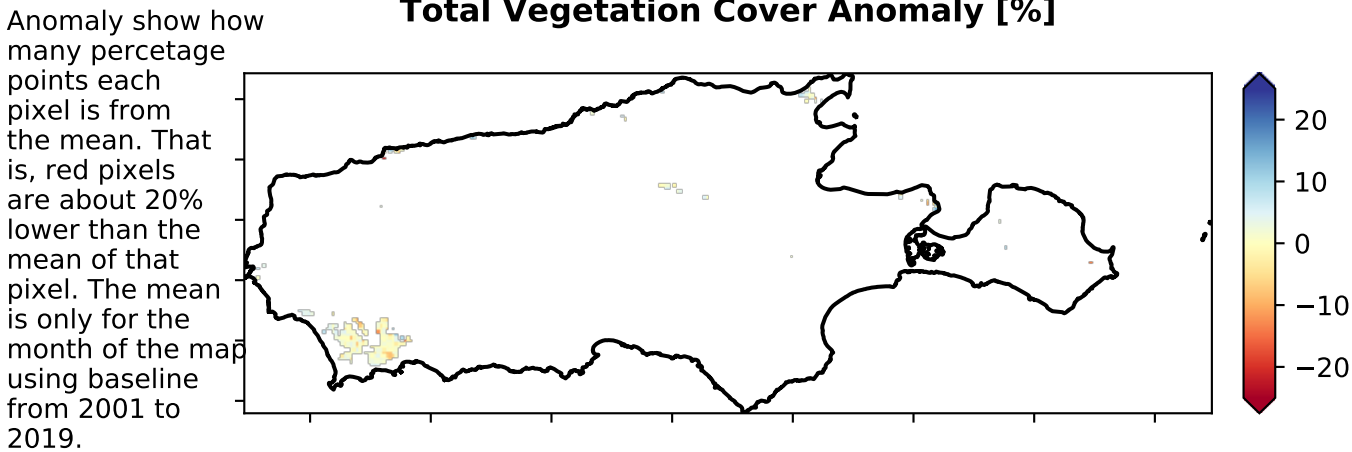 Total Vegetation Cover Anomaly [%]
Anomaly show how
many percetage
points each
pixel is from
the mean. That
is, red pixels
are about 20%
lower than the
mean of that
pixel. The mean
is only for the
month of the map
using baseline
from 2001 to
2019.
20
10
0
−10
−20